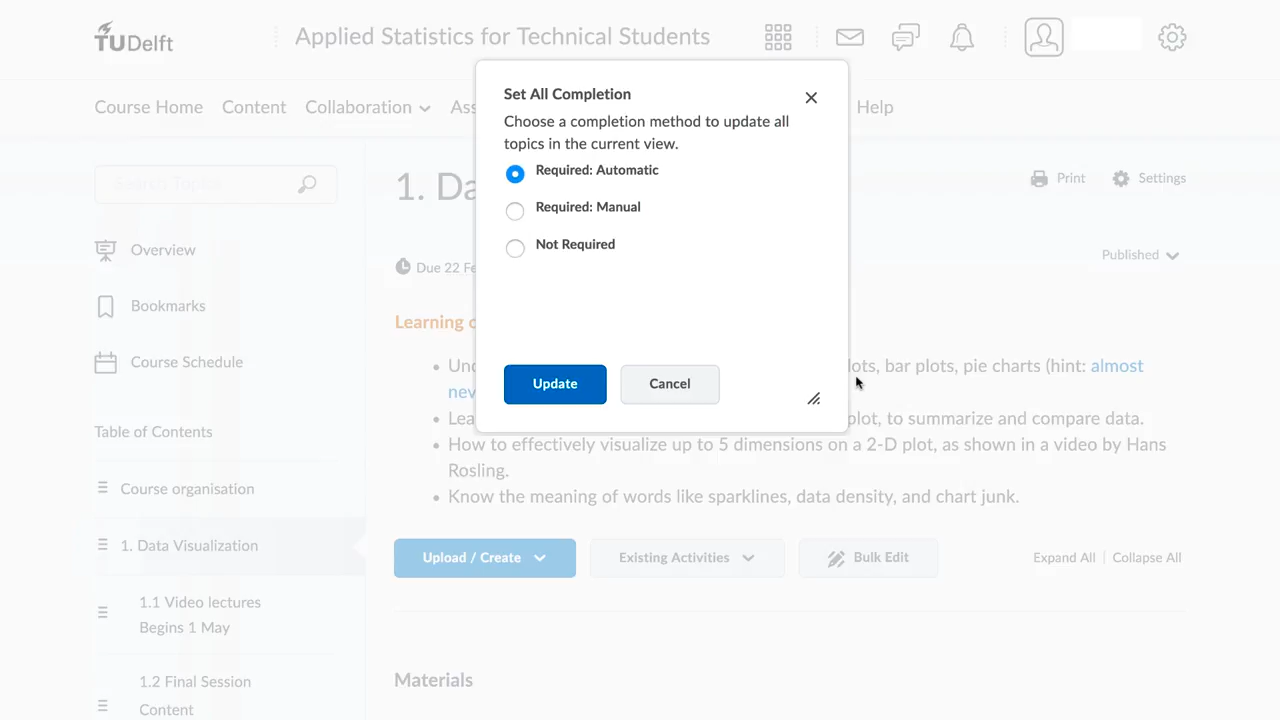 TU Delft
Applied Statistics for Technical Students
Course Home Content Collaboration Ass Help
Set All Completion
Choose a completion method to update all
topics in the current view.
Required: Automatic
Required: Manual
Not Required
Update Cancel
Search Topics
Overview
Bookmarks
Course Schedule
Table of Contents
Course organisation
1. Data Visualization
1.1 Video lectures
Begins 1 May
1.2 Final Session
Content
1. Da
Print Settings
Due 22 Fe
Published
Learning o
Un lots, bar plots, pie charts (hint: almost
nev
Lea plot, to summarize and compare data.
How to effectively visualize up to 5 dimensions on a 2-D plot, as shown in a video by Hans
Rosling.
Know the meaning of words like sparklines, data density, and chart junk.
Upload / Create Existing Activities Bulk Edit Expand All | Collapse All
Materials